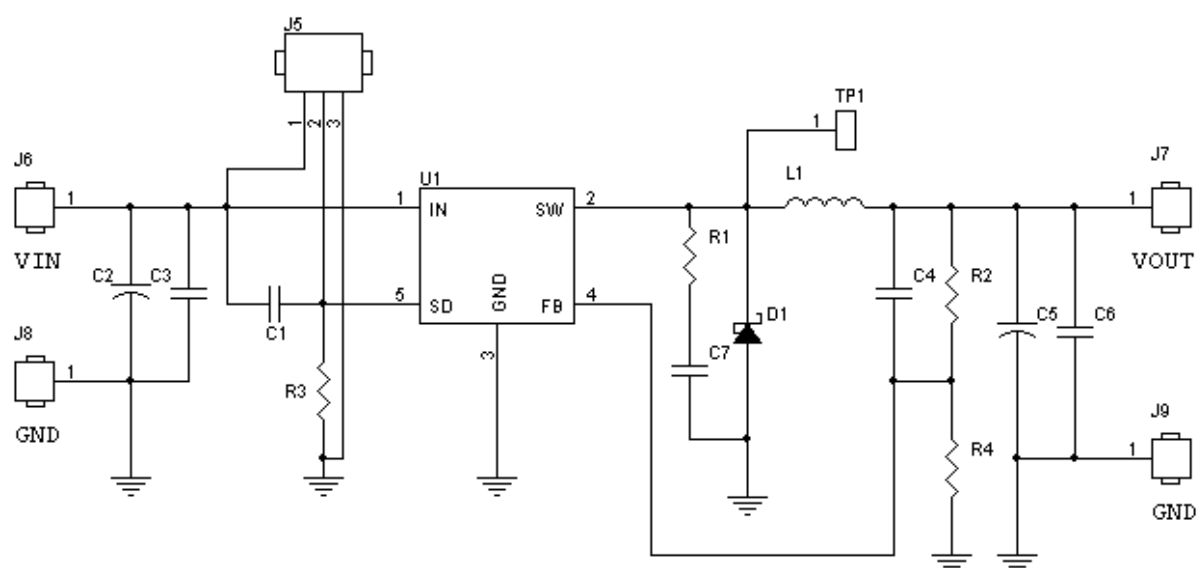 J5
1 2 3
TP1
1
J6
1
VIN
U1
1 IN SW 2
L1
J7
1
VOUT
C2 C3
R1
C4 R2
C5 C6
5 SD GND FB 4
C1
D1
C7
3
J8
1
GND
R3
R4
J9
1
GND